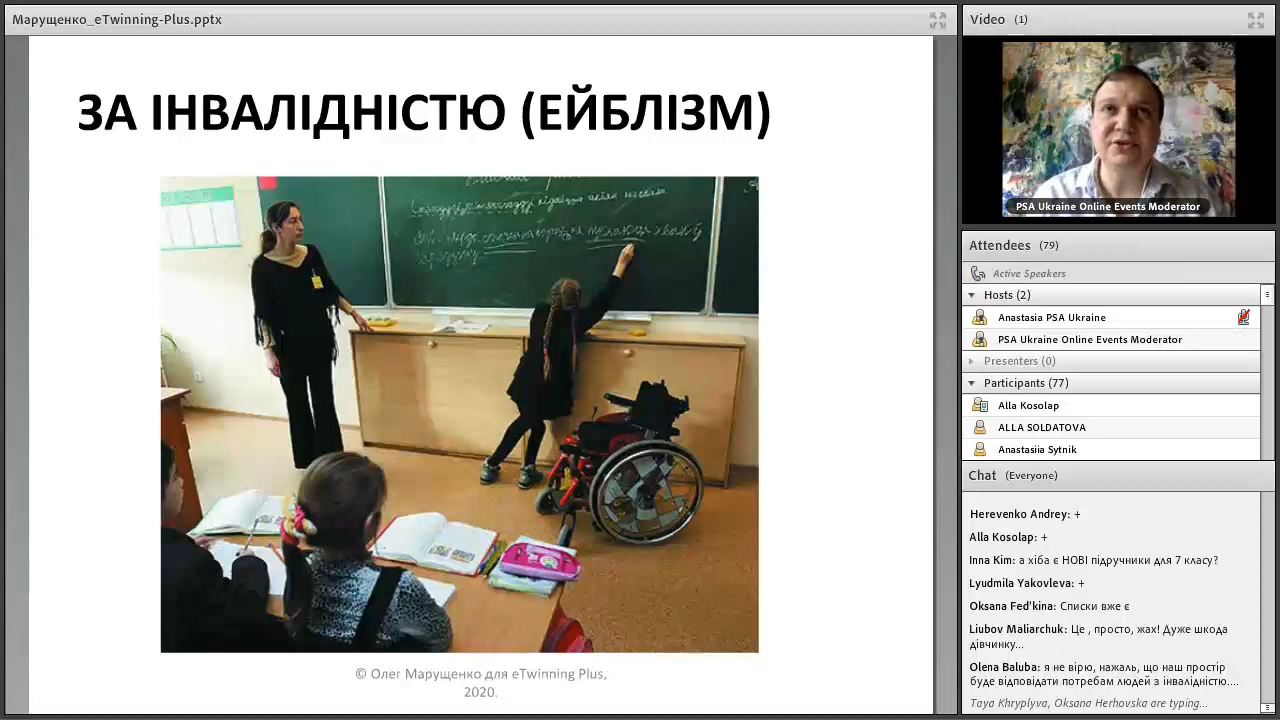 Марущенко_eTwinning-Plus.pptx
ЗА ІНВАЛІДНІСТЮ (ЕЙБЛІЗМ)
© Олег Марущенко для eTwinning Plus,
2020.
Video (1)
PSA Ukraine Online Events Moderator
Attendees (79)
Active Speakers
Hosts (2)
Anastasia PSA Ukraine
PSA Ukraine Online Events Moderator
Presenters (0)
Participants (77)
Alla Kosolap
ALLA SOLDATOVA
Anastasiia Sytnik
Chat (Everyone)
Herevenko Andrey: +
Alla Kosolap: +
Inna Kim: а хіба є НОВІ підручники для 7 класу?
Lyudmila Yakovleva: +
Oksana Fed'kina: Списки вже є
Liubov Maliarchuk: Це , просто, жах! Дуже шкода
дівчинку...
Olena Baluba: я не вірю, нажаль, що наш простір
буде відповідати потребам людей з інвалідністю....
Taya Khryplyva, Oksana Herhovska are typing...